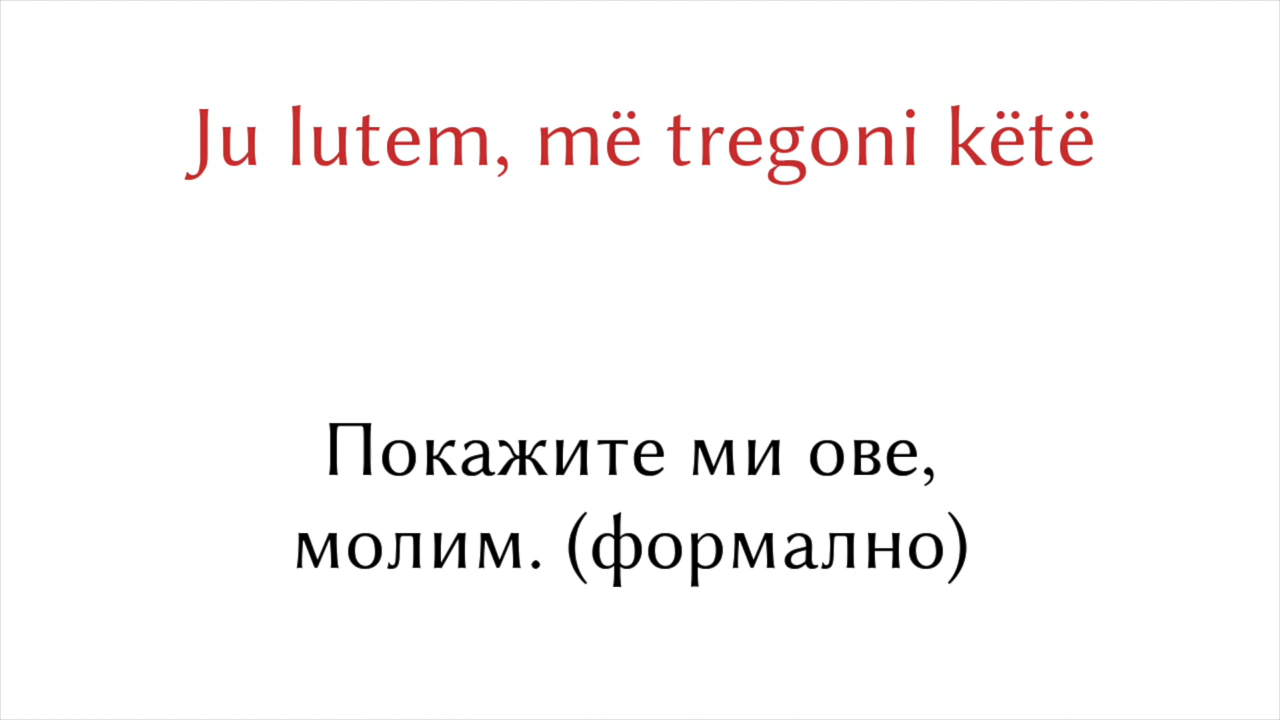 Ju lutem, më tregoni këtë
Покажите ми ове,
молим. (формално)